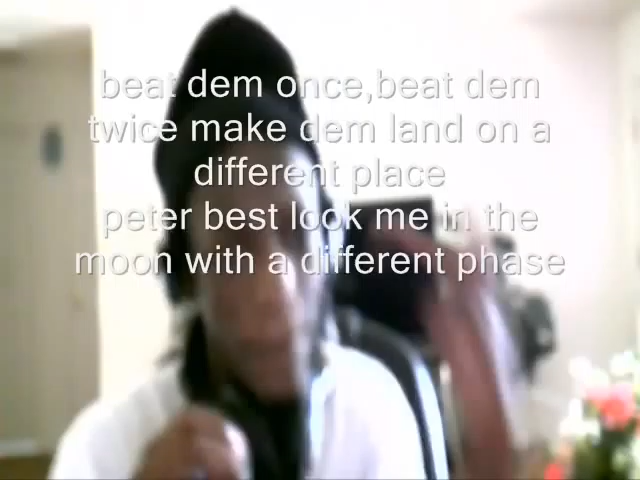 beat dem once,beat dem
twice make dem land on a
different place
peter best look me in the
moon with a different phase